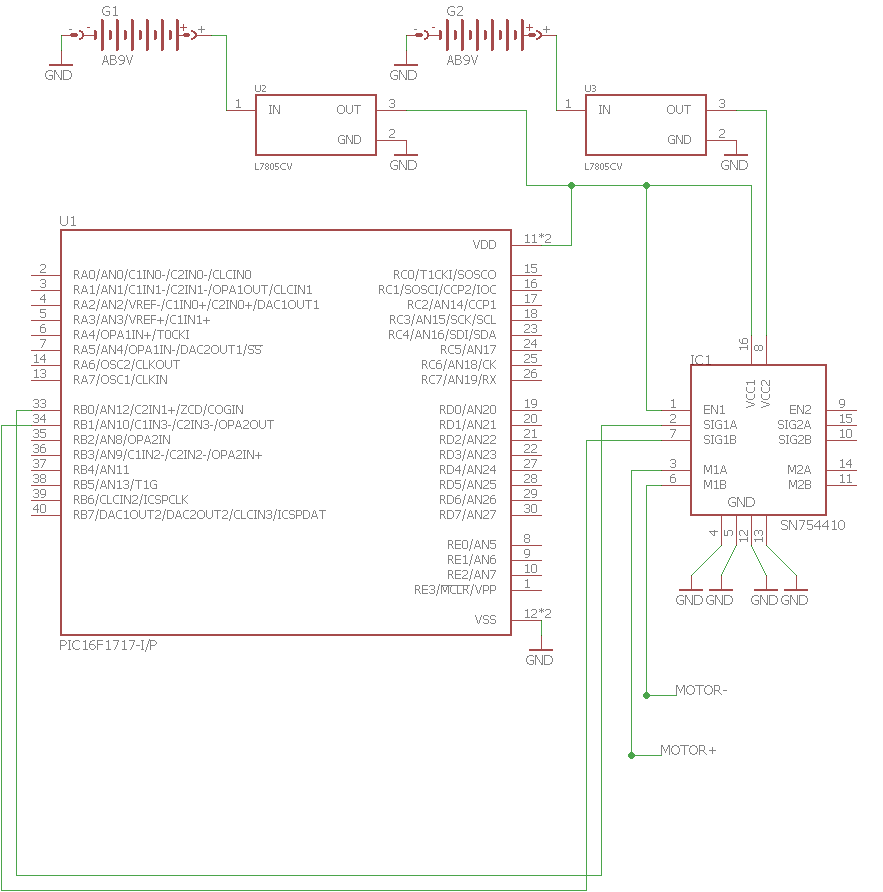 G1
G2
- - + +
- - + +
AB9V
AB9V
GND
GND
U2
U3
1 IN OUT 3
1 IN OUT 3
GND 2
GND 2
L7805CV
GND
L7805CV
GND
U1
VDD 11*2
2 RA0/AN0/C1IN0-/C2IN0-/CLCIN0
RC0/T1CKI/SOSCO 15
3 RA1/AN1/C1IN1-/C2IN1-/OPA1OUT/CLCIN1
RC1/SOSCI/CCP2/IOC 16
4 RA2/AN2/VREF-/C1IN0+/C2IN0+/DAC1OUT1
RC2/AN14/CCP1 17
5 RA3/AN3/VREF+/C1IN1+
RC3/AN15/SCK/SCL 18
6 RA4/OPA1IN+/T0CKI
RC4/AN16/SDI/SDA 23
7 RA5/AN4/OPA1IN-/DAC2OUT1/SS
RC5/AN17 24
14 RA6/OSC2/CLKOUT
RC6/AN18/CK 25
13 RA7/OSC1/CLKIN
RC7/AN19/RX 26
33 RB0/AN12/C2IN1+/ZCD/COGIN
RD0/AN20 19
34 RB1/AN10/C1IN3-/C2IN3-/OPA2OUT
RD1/AN21 20
35 RB2/AN8/OPA2IN
RD2/AN22 21
36 RB3/AN9/C1IN2-/C2IN2-/OPA2IN+
RD3/AN23 22
37 RB4/AN11
RD4/AN24 27
38 RB5/AN13/T1G
RD5/AN25 28
39 RB6/CLCIN2/ICSPCLK
RD6/AN26 29
40 RB7/DAC1OUT2/DAC2OUT2/CLCIN3/ICSPDAT
RD7/AN27 30
RE0/AN5 8
RE1/AN6 9
RE2/AN7 10
RE3/MCLR/VPP 1
VSS 12*2
PIC16F1717-I/P
GND
16 8
IC1
VCC1 VCC2
1 EN1 EN2 9
2 SIG1A SIG2A 15
7 SIG1B SIG2B 10
3 M1A M2A 14
6 M1B M2B 11
GND
SN754410
4 5 12 13
GND GND GND GND
MOTOR-
MOTOR+